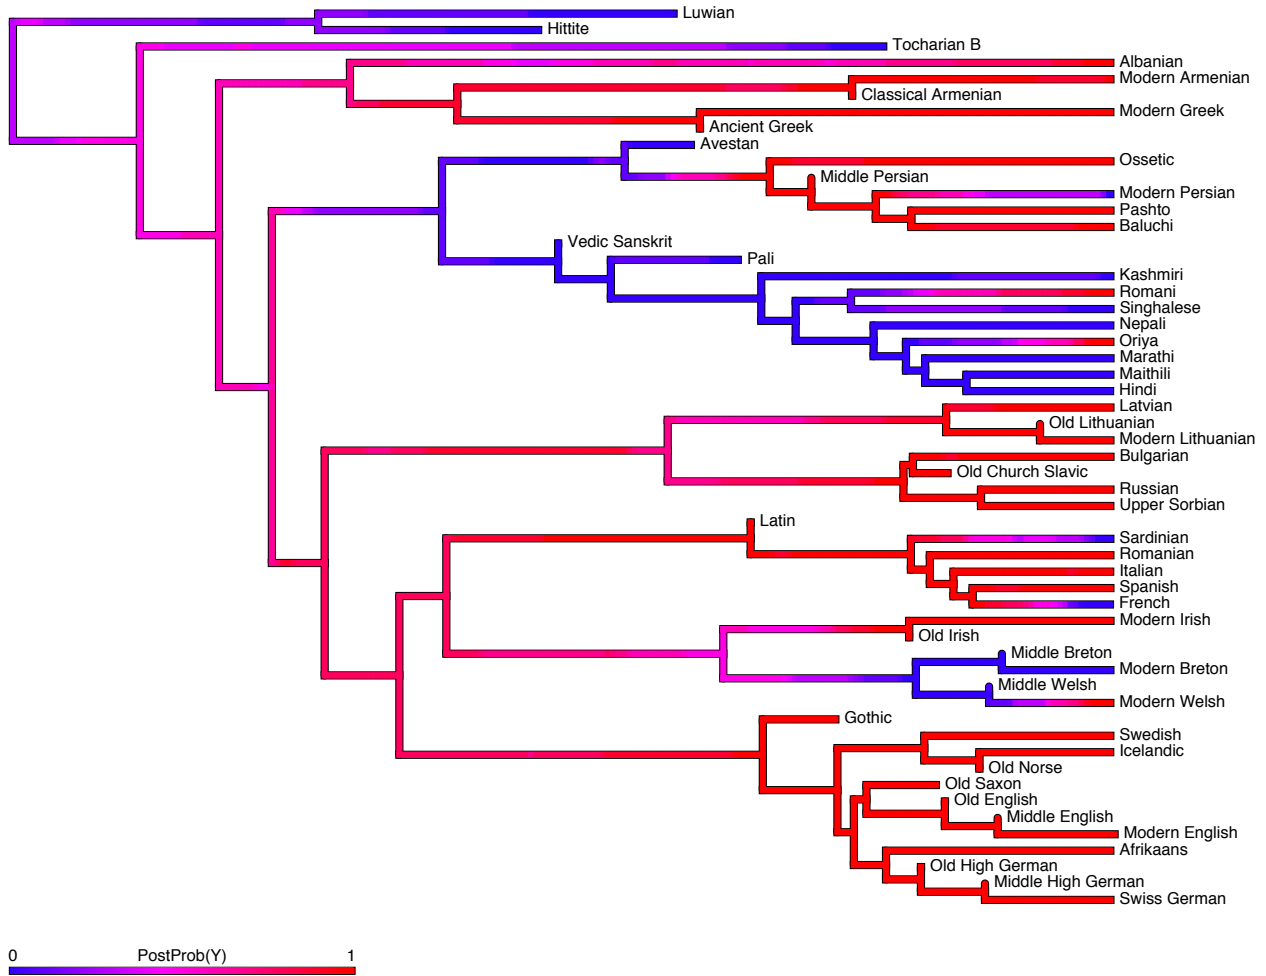 Luwian
Hittite
Tocharian B
Albanian
Modern Armenian
Classical Armenian
Modern Greek
Ancient Greek
Avestan
Ossetic
Middle Persian
Modern Persian
Pashto
Baluchi
Vedic Sanskrit
Pali
Kashmiri
Romani
Singhalese
Nepali
Oriya
Marathi
Maithili
Hindi
Latvian
Old Lithuanian
Modern Lithuanian
Bulgarian
Old Church Slavic
Russian
Upper Sorbian
Latin
Sardinian
Romanian
Italian
Spanish
French
Modern Irish
Old Irish
Middle Breton
Modern Breton
Middle Welsh
Modern Welsh
Gothic
Swedish
Icelandic
Old Norse
Old Saxon
Old English
Middle English
Modern English
Afrikaans
Old High German
Middle High German
Swiss German
0 PostProb(Y) 1